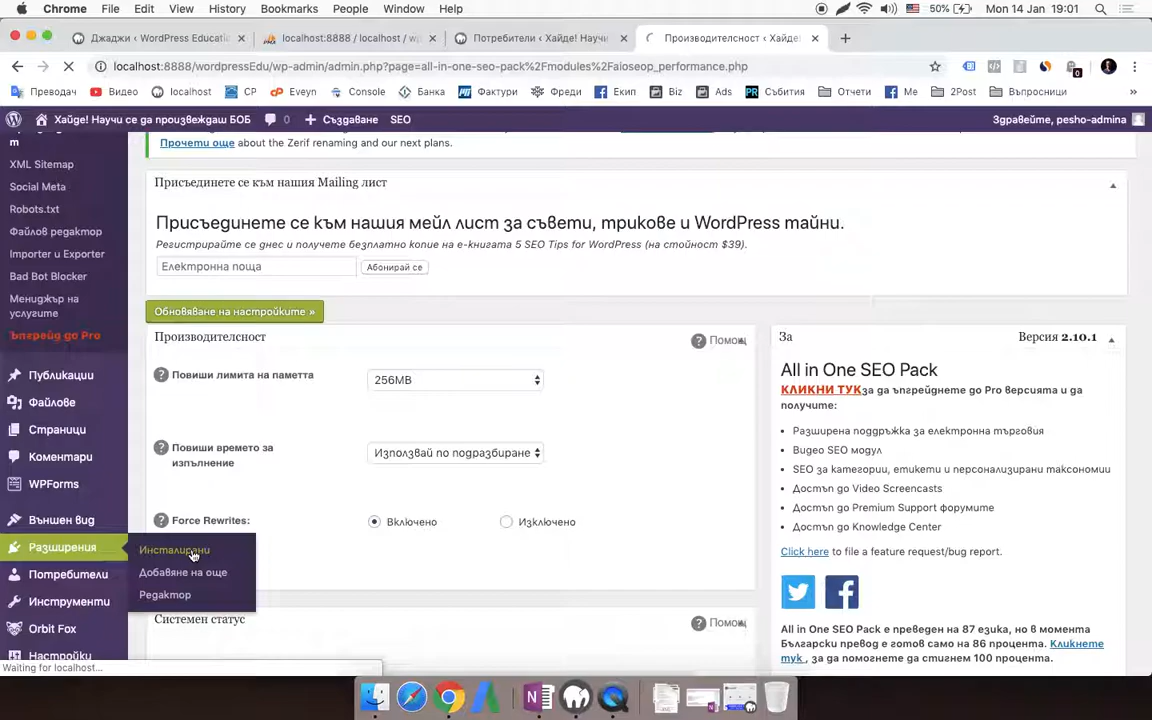 Chrome File Edit View History Bookmarks People Window Help 50% Mon 14 Jan 19:01
Джаджи ‹ WordPress Educati × localhost:8888 / localhost / wp × Потребители ‹ Хайде! Научи × Производителсност ‹ Хайде! ×
localhost:8888/wordpressEdu/wp-admin/admin.php?page=all-in-one-seo-pack%2Fmodules%2Faioseop_performance.php
Преводач Видео localhost CP Eveyn Console Банка Фактури Фреди Екип Biz Ads Събития Отчети Me 2Post Въпросници »
Хайде! Научи се да произвеждаш БОБ 0 + Създаване SEO Здравейте, pesho-admina
Прочети още about the Zerif renaming and our next plans.
m
XML Sitemap
Social Meta
Robots.txt
Файлов редактор
Importer и Exporter
Bad Bot Blocker
Мениджър на
услугите
Ъпгрейд до Pro
Публикации
Файлове
Страници
Коментари
WPForms
Външен вид
Разширения
Потребители
Инструменти
Orbit Fox
Настройки
Инсталирани
Добавяне на още
Редактор
Присъединете се към нашия Mailing лист
Присъединете се към нашия мейл лист за съвети, трикове и WordPress тайни.
Регистрирайте се днес и получете безплатно копие на е-книгата 5 SEO Tips for WordPress (на стойност $39).
Електронна поща Абонирай се
Обновяване на настройките »
Производителсност Помощ
Повиши лимита на паметта 256MB
Повиши времето за
изпълнение Използвай по подразбиране
Force Rewrites: Включено Изключено
Системен статус Помощ
За Версия 2.10.1
All in One SEO Pack
КЛИКНИ ТУК за да ъпгрейднете до Pro версията и да
получите:
Разширена поддръжка за електронна търговия
Видео SEO модул
SEO за категории, етикети и персонализирани таксономии
Достъп до Video Screencasts
Достъп до Premium Support форумите
Достъп до Knowledge Center
Click here to file a feature request/bug report.
All in One SEO Pack е преведен на 87 езика, но в момента
Български превод е готов само на 86 процента. Кликнете
тук , за да помогнете да стигнем 100 процента.
Waiting for localhost...